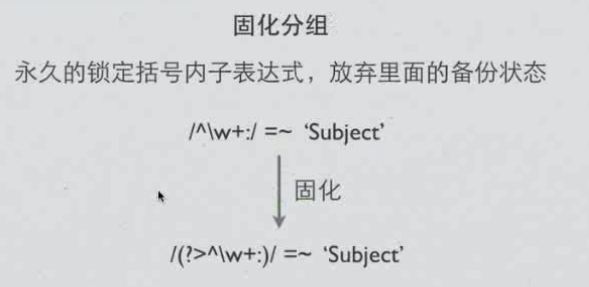 固化分组
永久的锁定括号内子表达式，放弃里面的备份状态
/^\w+:/ =~ ‘Subject’
固化
/(?>^\w+:)/ =~ ‘Subject’